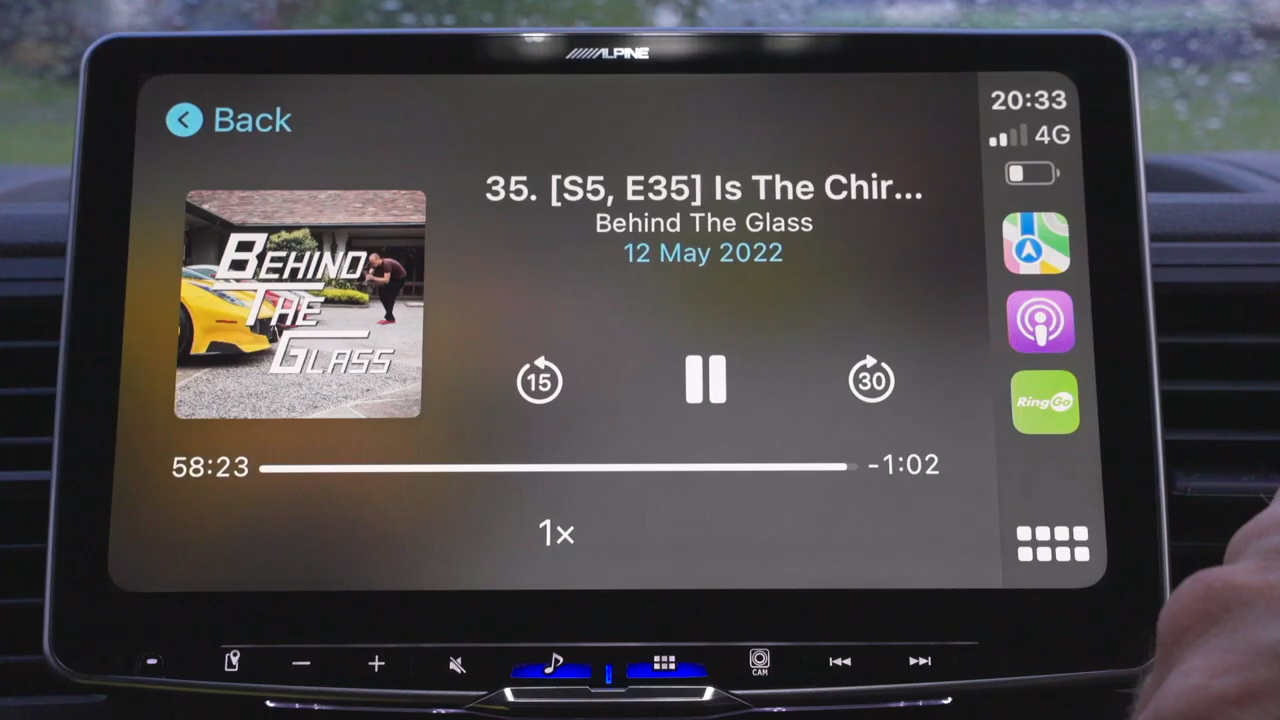 ALPINE
Back
20:33
4G
35. [S5, E35] Is The Chir...
Behind The Glass
12 May 2022
BEHIND
THE
GLASS
15
30
RingGo
58:23
-1:02
1×
CAM